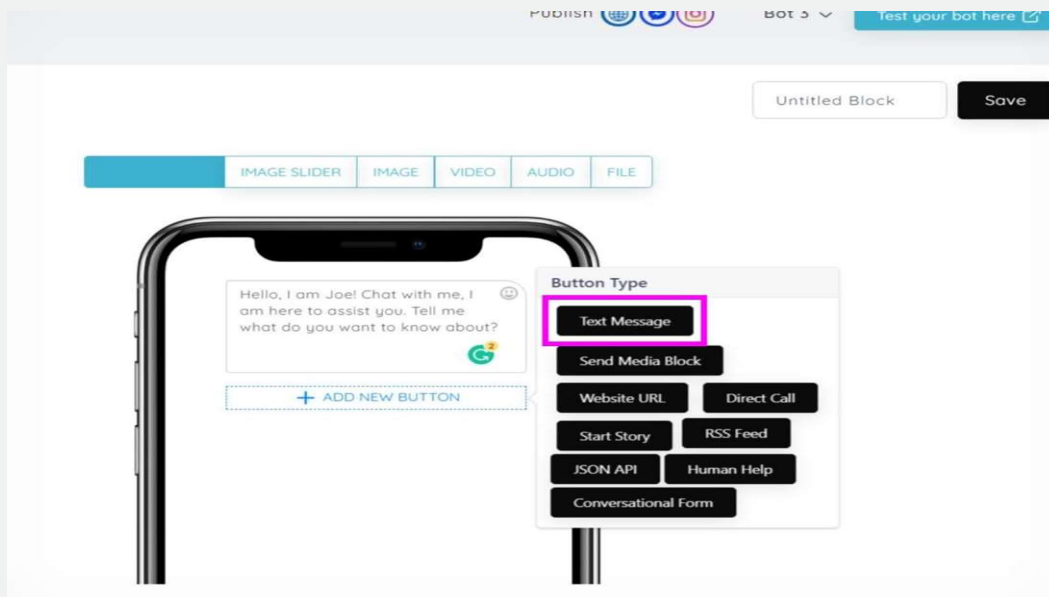 Publish Bot 3
Test your bot here
Untitled Block
Save
IMAGE SLIDER IMAGE VIDEO AUDIO FILE
Hello, I am Joe! Chat with me, I
am here to assist you. Tell me
what do you want to know about?
2
+ ADD NEW BUTTON
Button Type
Text Message
Send Media Block
Website URL Direct Call
Start Story RSS Feed
JSON API Human Help
Conversational Form